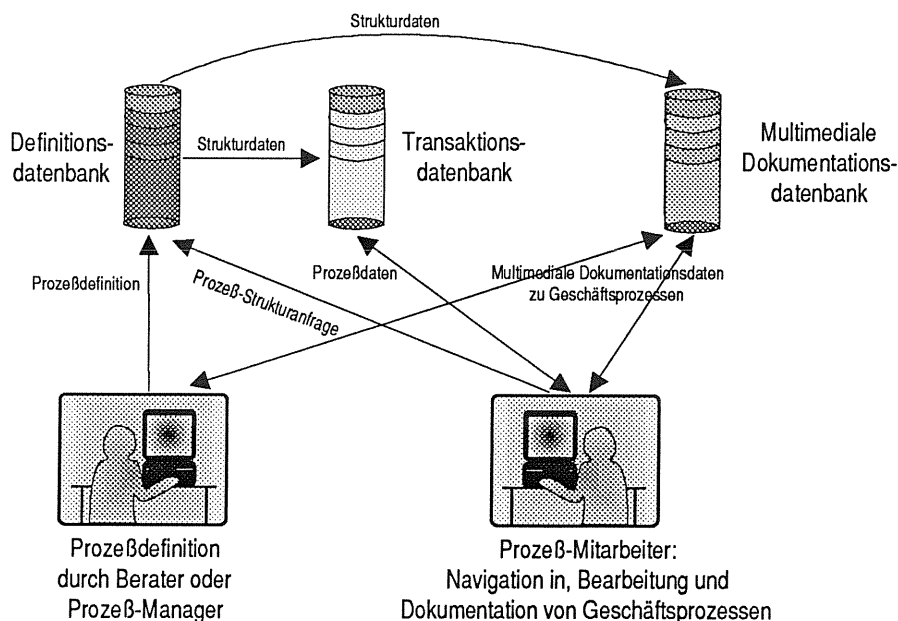 Strukturdaten
Definitions-
datenbank
Strukturdaten
Transaktions-
datenbank
Multimediale
Dokumentations-
datenbank
Prozeßdefinition
Prozeß-Strukturanfrage
Prozeßdaten
Multimediale Dokumentationsdaten
zu Geschäftsprozessen
Prozeßdefinition
durch Berater oder
Prozeß-Manager
Prozeß-Mitarbeiter:
Navigation in, Bearbeitung und
Dokumentation von Geschäftsprozessen